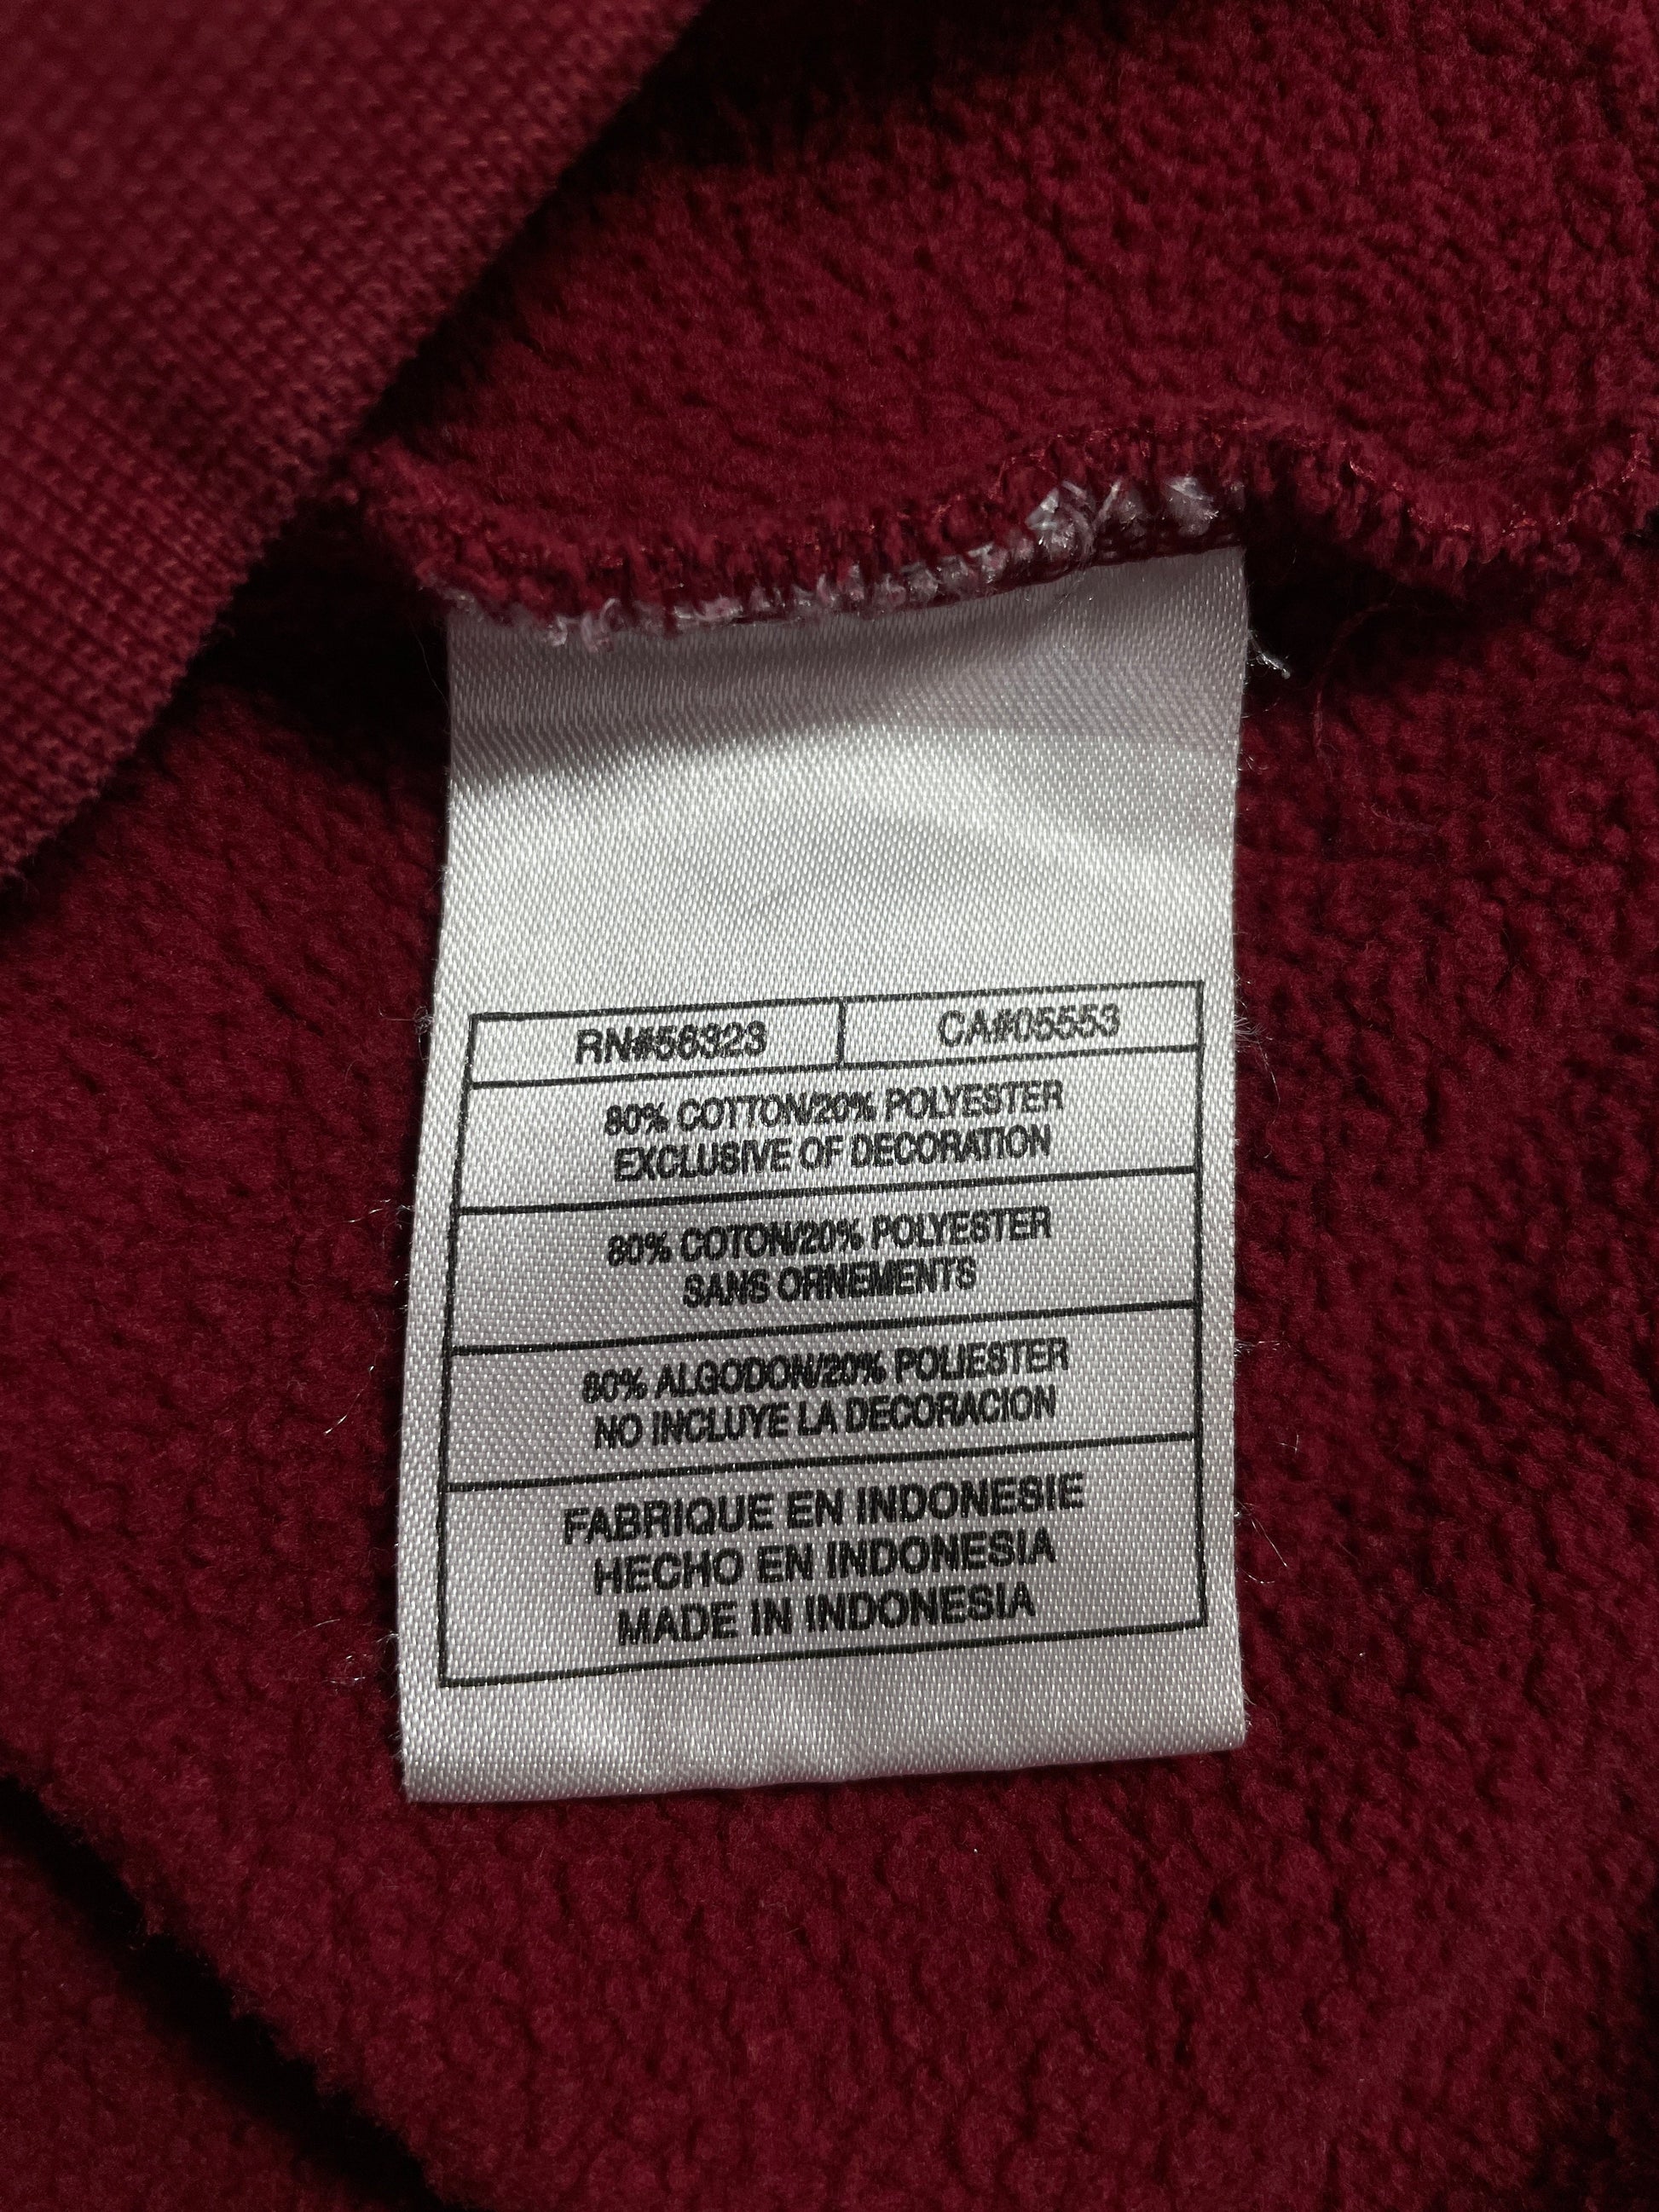 RN#56323 CA#05553
80% COTTON/20% POLYESTER
EXCLUSIVE OF DECORATION
80% COTON/20% POLYESTER
SANS ORNEMENTS
80% ALGODON/20% POLIESTER
NO INCLUYE LA DECORACION
FABRIQUE EN INDONESIE
HECHO EN INDONESIA
MADE IN INDONESIA